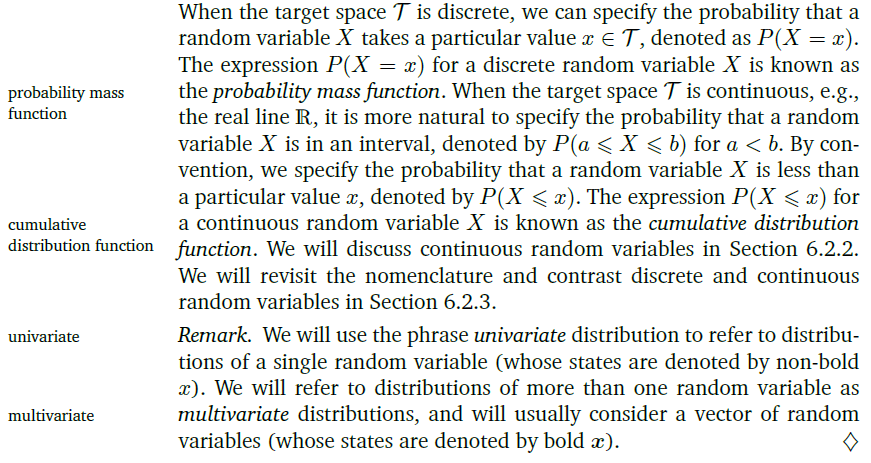 When the target space 𝒯 is discrete, we can specify the probability that a
random variable X takes a particular value x ∈ 𝒯, denoted as P(X = x).
The expression P(X = x) for a discrete random variable X is known as
probability mass
function
the probability mass function. When the target space 𝒯 is continuous, e.g.,
the real line ℝ, it is more natural to specify the probability that a random
variable X is in an interval, denoted by P(a ⩽ X ⩽ b) for a < b. By con-
vention, we specify the probability that a random variable X is less than
a particular value x, denoted by P(X ⩽ x). The expression P(X ⩽ x) for
cumulative
distribution function
a continuous random variable X is known as the cumulative distribution
function. We will discuss continuous random variables in Section 6.2.2.
We will revisit the nomenclature and contrast discrete and continuous
random variables in Section 6.2.3.
univariate
Remark. We will use the phrase univariate distribution to refer to distribu-
tions of a single random variable (whose states are denoted by non-bold
x). We will refer to distributions of more than one random variable as
multivariate
multivariate distributions, and will usually consider a vector of random
variables (whose states are denoted by bold 𝒙). ♢